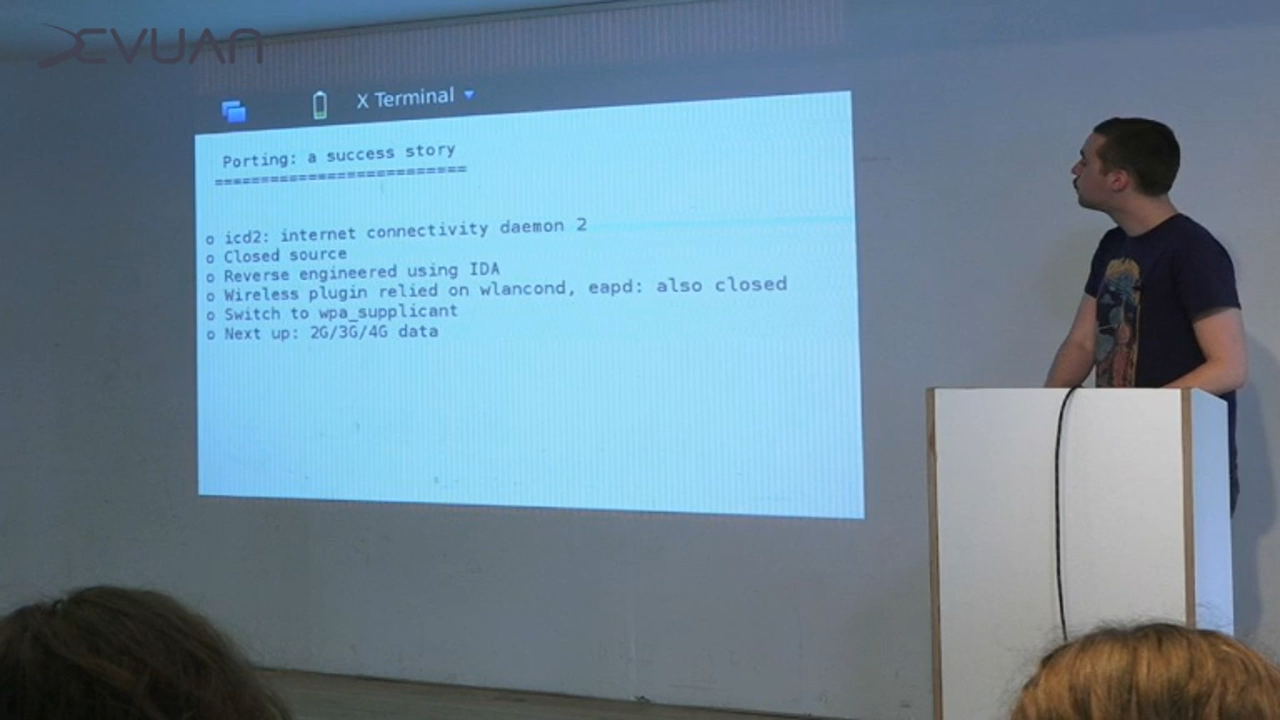 DEVUAN
X Terminal
Porting: a success story
===========================
o icd2: internet connectivity daemon 2
o Closed source
o Reverse engineered using IDA
o Wireless plugin relied on wlancond, eapd: also closed
o Switch to wpa_supplicant
o Next up: 2G/3G/4G data